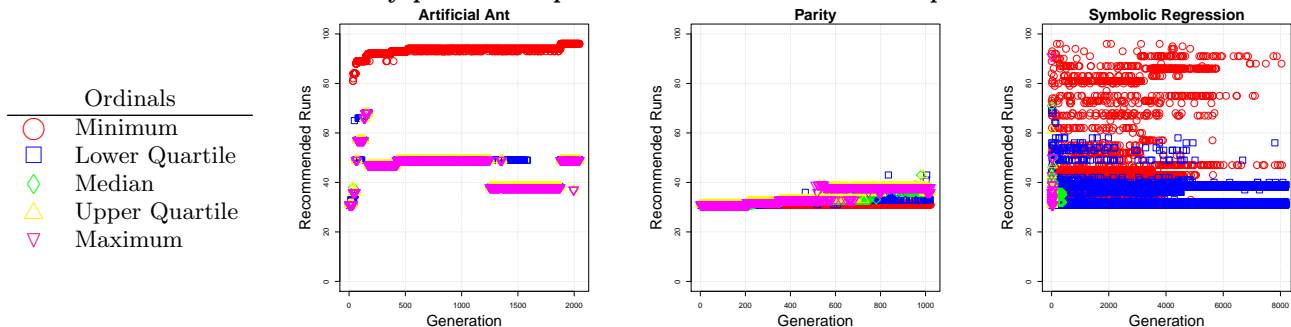 Artificial Ant
Parity
Symbolic Regression
Ordinals
Minimum
Lower Quartile
Median
Upper Quartile
Maximum
Recommended Runs
0
20
40
60
80
100
0
500
1000
1500
2000
Generation
Recommended Runs
0
20
40
60
80
100
0
200
400
600
800
1000
Generation
Recommended Runs
0
20
40
60
80
100
0
2000
4000
6000
8000
Generation